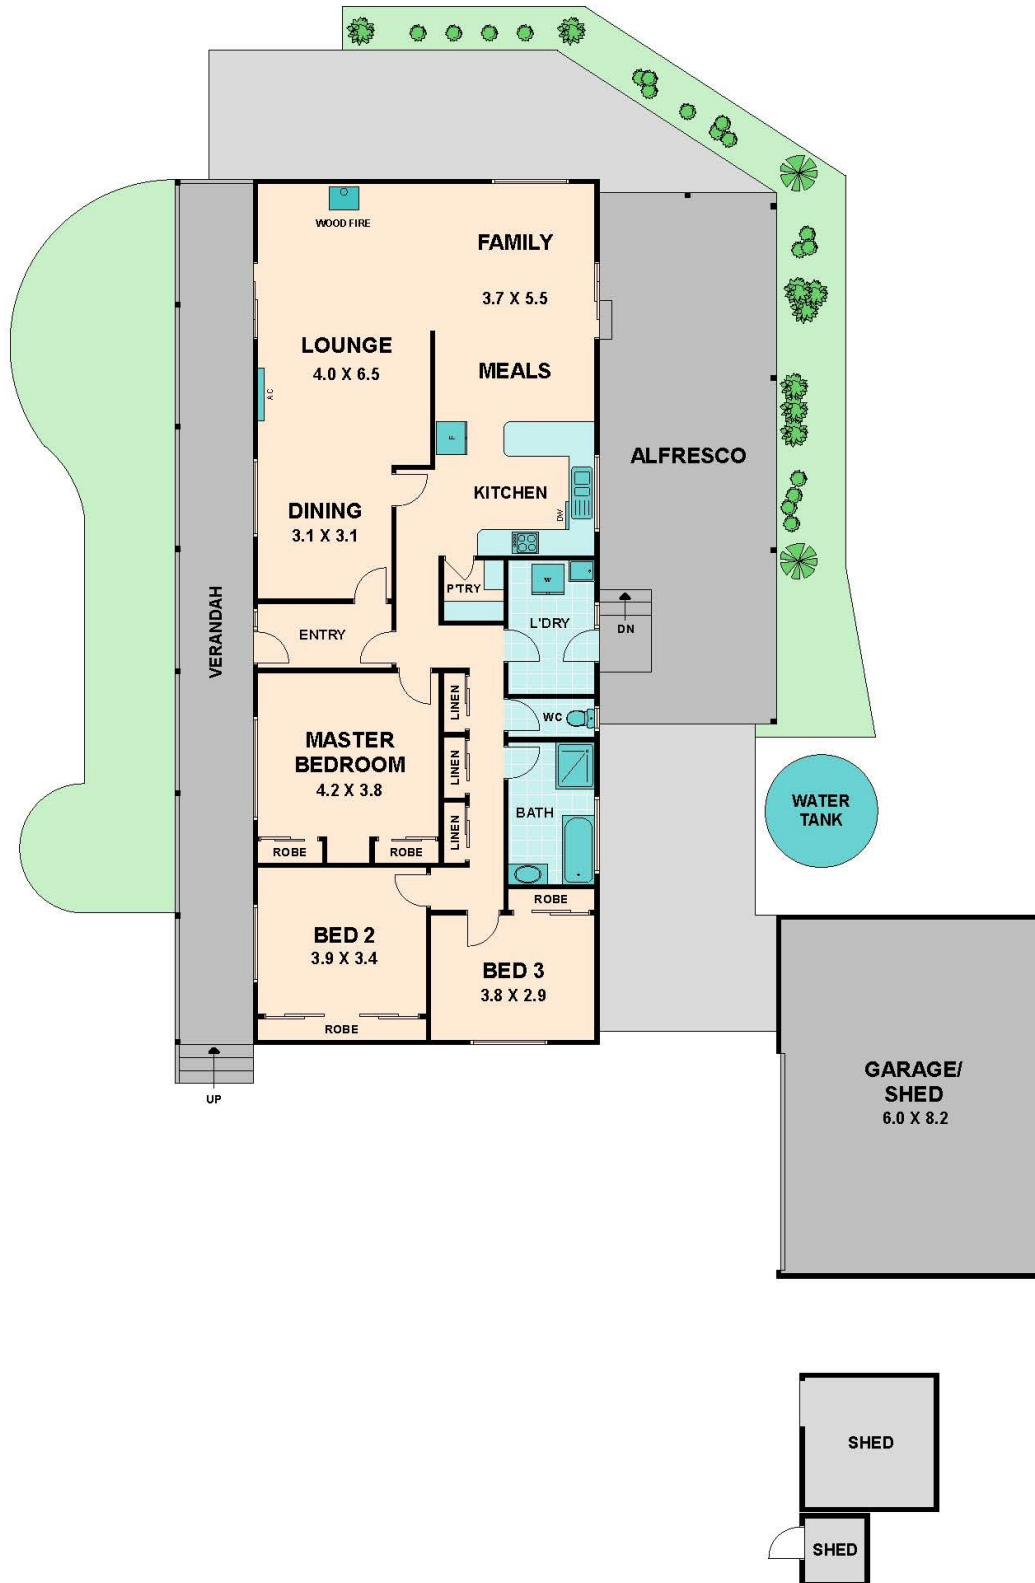 WOOD FIRE
FAMILY
3.7 X 5.5
LOUNGE
4.0 X 6.5
MEALS
AC
F
ALFRESCO
KITCHEN
DINING
3.1 X 3.1
DW
P'TRY
W
L'DRY
VERANDAH
ENTRY
DN
LINEN
WC
MASTER
BEDROOM
4.2 X 3.8
LINEN
BATH
WATER
TANK
LINEN
ROBE
ROBE
ROBE
BED 2
3.9 X 3.4
BED 3
3.8 X 2.9
ROBE
UP
GARAGE/
SHED
6.0 X 8.2
SHED
SHED